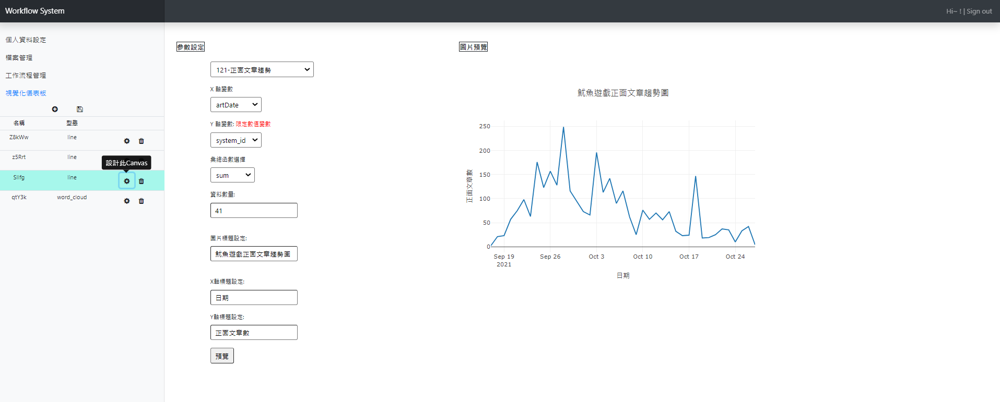 Workflow System
Hi~ ! | Sign out
個人資料設定
檔案管理
工作流程管理
視覺化儀表板
名稱 型態
Z8kWw line
z5Rrt line
設計此Canvas
line
qtY3k word_cloud
參數設定
121-正面文章趨勢
X 軸變數
artDate
Y 軸變數: 限定數值變數
system_id
彙總函數選擇
sum
資料數量:
41
圖片標題設定:
魷魚遊戲正面文章趨勢圖
X軸標題設定:
日期
Y軸標題設定:
正面文章數
預覽
圖片預覽
魷魚遊戲正面文章趨勢圖
正面文章數
250
200
150
100
50
0
Sep 19 Sep 26 Oct 3 Oct 10 Oct 17 Oct 24
2021
日期